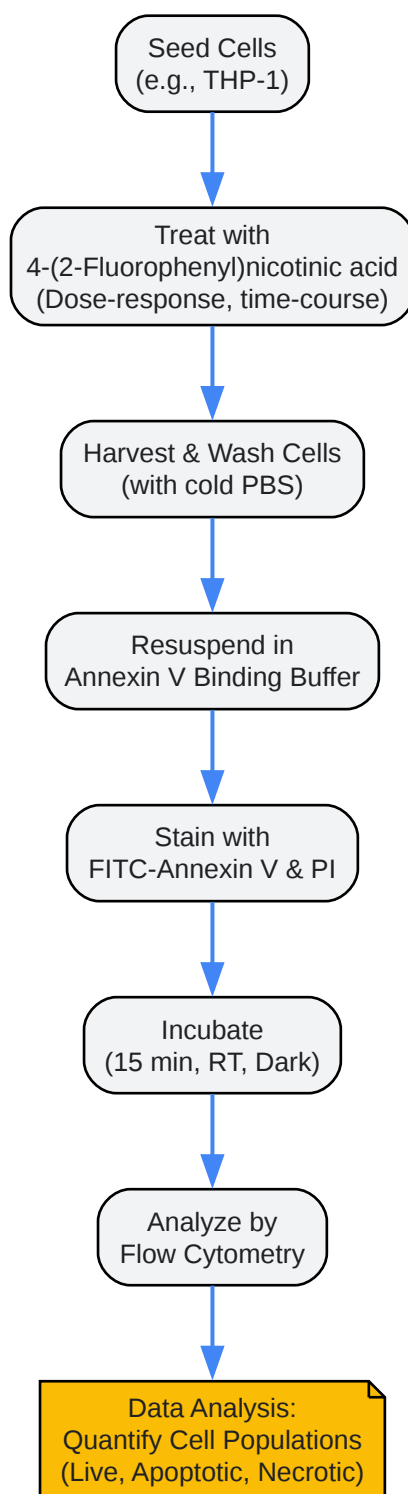 Seed Cells
(e.g., THP-1)
Treat with
4-(2-Fluorophenyl)nicotinic acid
(Dose-response, time-course)
Harvest & Wash Cells
(with cold PBS)
Resuspend in
Annexin V Binding Buffer
Stain with
FITC-Annexin V & PI
Incubate
(15 min, RT, Dark)
Analyze by
Flow Cytometry
Data Analysis:
Quantify Cell Populations
(Live, Apoptotic, Necrotic)